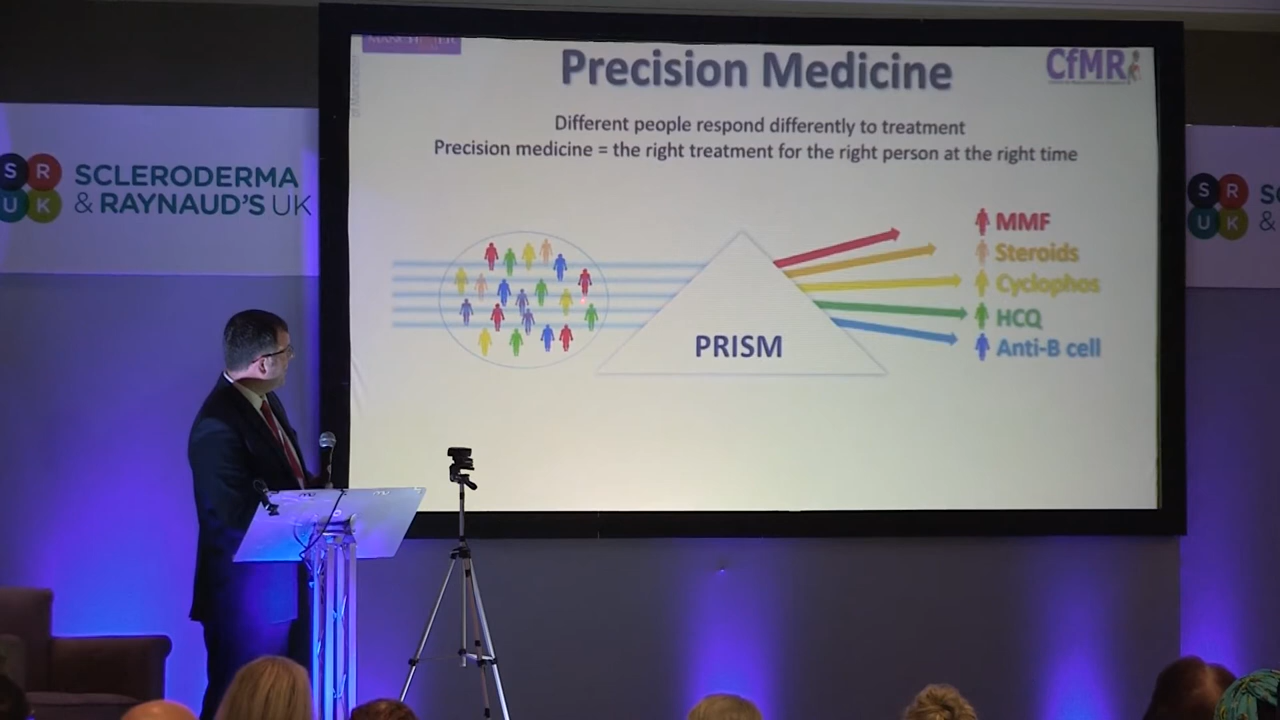 Precision Medicine
CfMR
Different people respond differently to treatment
Precision medicine = the right treatment for the right person at the right time
S R
U K
SCLERODERMA
& RAYNAUD'S UK
MMF
Steroids
Cyclophos
HCQ
Anti-B cell
PRISM
S R
U K
&